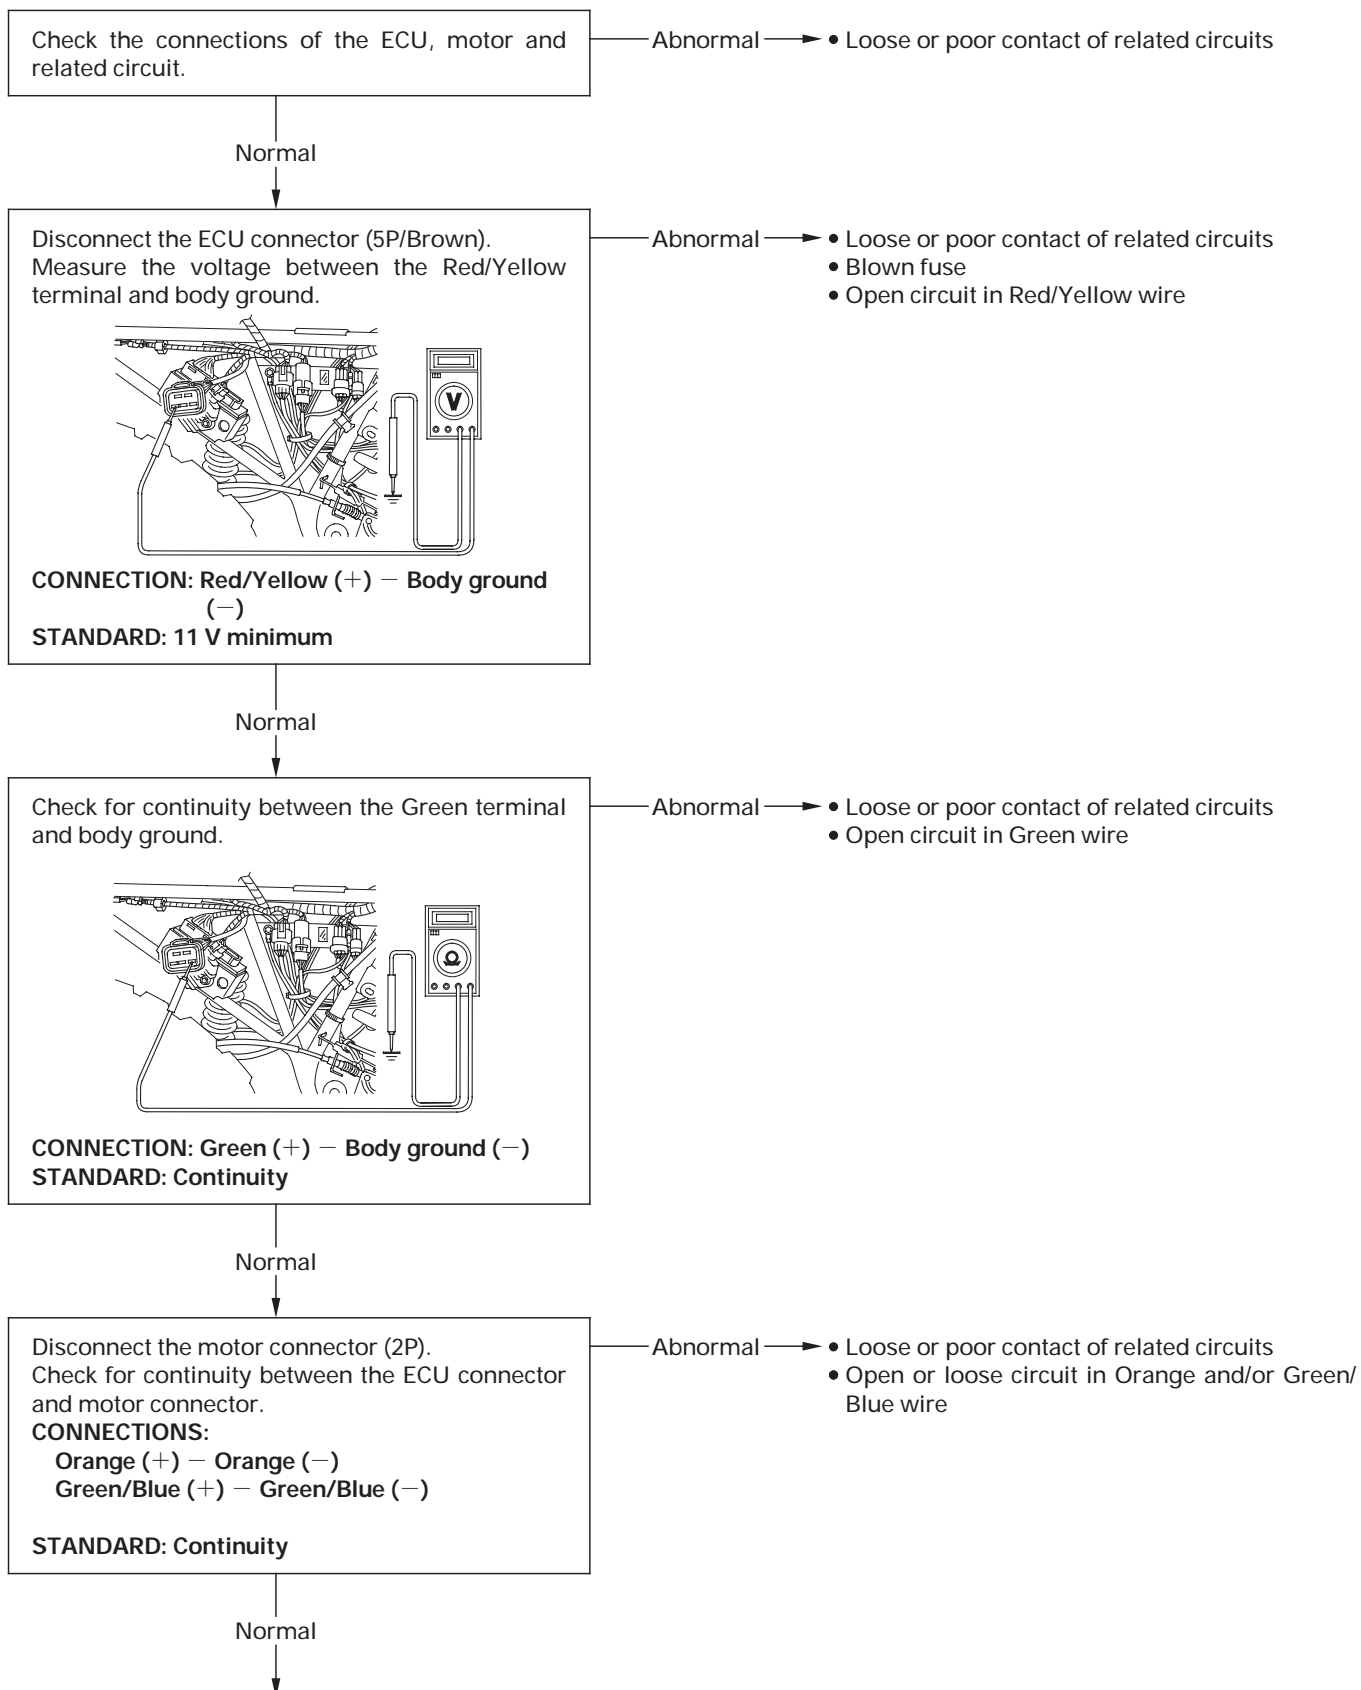 Check the connections of the ECU, motor and
related circuit.
Abnormal
• Loose or poor contact of related circuits
Normal
Disconnect the ECU connector (5P/Brown).
Measure the voltage between the Red/Yellow
terminal and body ground.
Abnormal
• Loose or poor contact of related circuits
• Blown fuse
• Open circuit in Red/Yellow wire
V
CONNECTION: Red/Yellow (+) – Body ground
(–)
STANDARD: 11 V minimum
Normal
Check for continuity between the Green terminal
and body ground.
Abnormal
• Loose or poor contact of related circuits
• Open circuit in Green wire
Ω
CONNECTION: Green (+) – Body ground (–)
STANDARD: Continuity
Normal
Disconnect the motor connector (2P).
Check for continuity between the ECU connector
and motor connector.
CONNECTIONS:
Orange (+) – Orange (–)
Green/Blue (+) – Green/Blue (–)
STANDARD: Continuity
Abnormal
• Loose or poor contact of related circuits
• Open or loose circuit in Orange and/or Green/
Blue wire
Normal